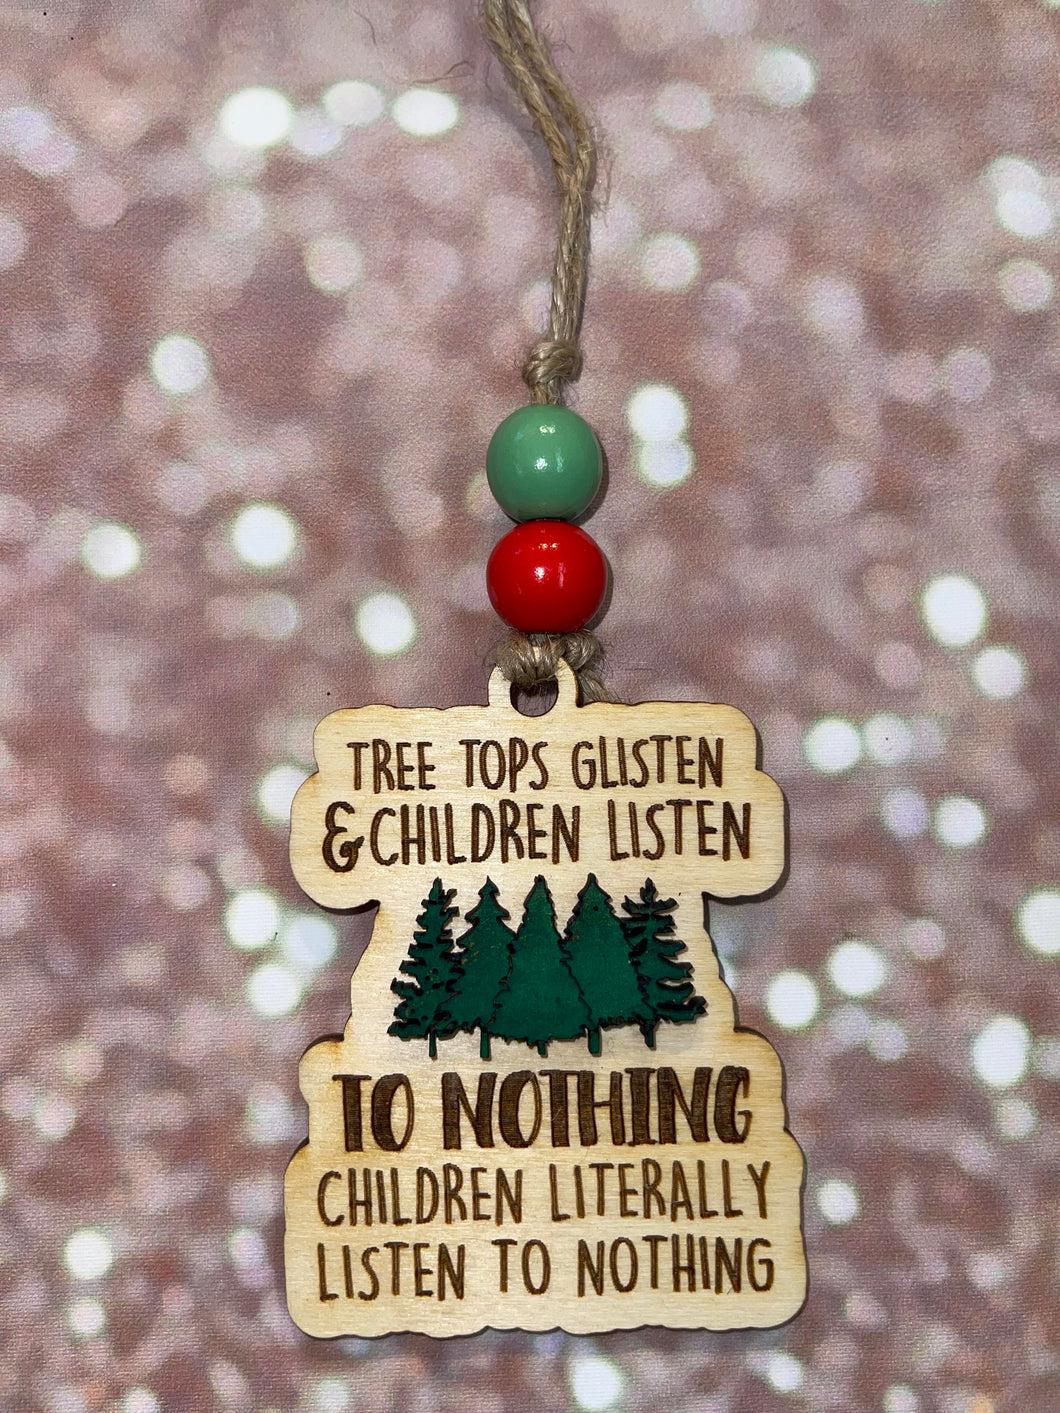 TREE TOPS GLISTEN
& CHILDREN LISTEN
TO NOTHING
CHILDREN LITERALLY
LISTEN TO NOTHING